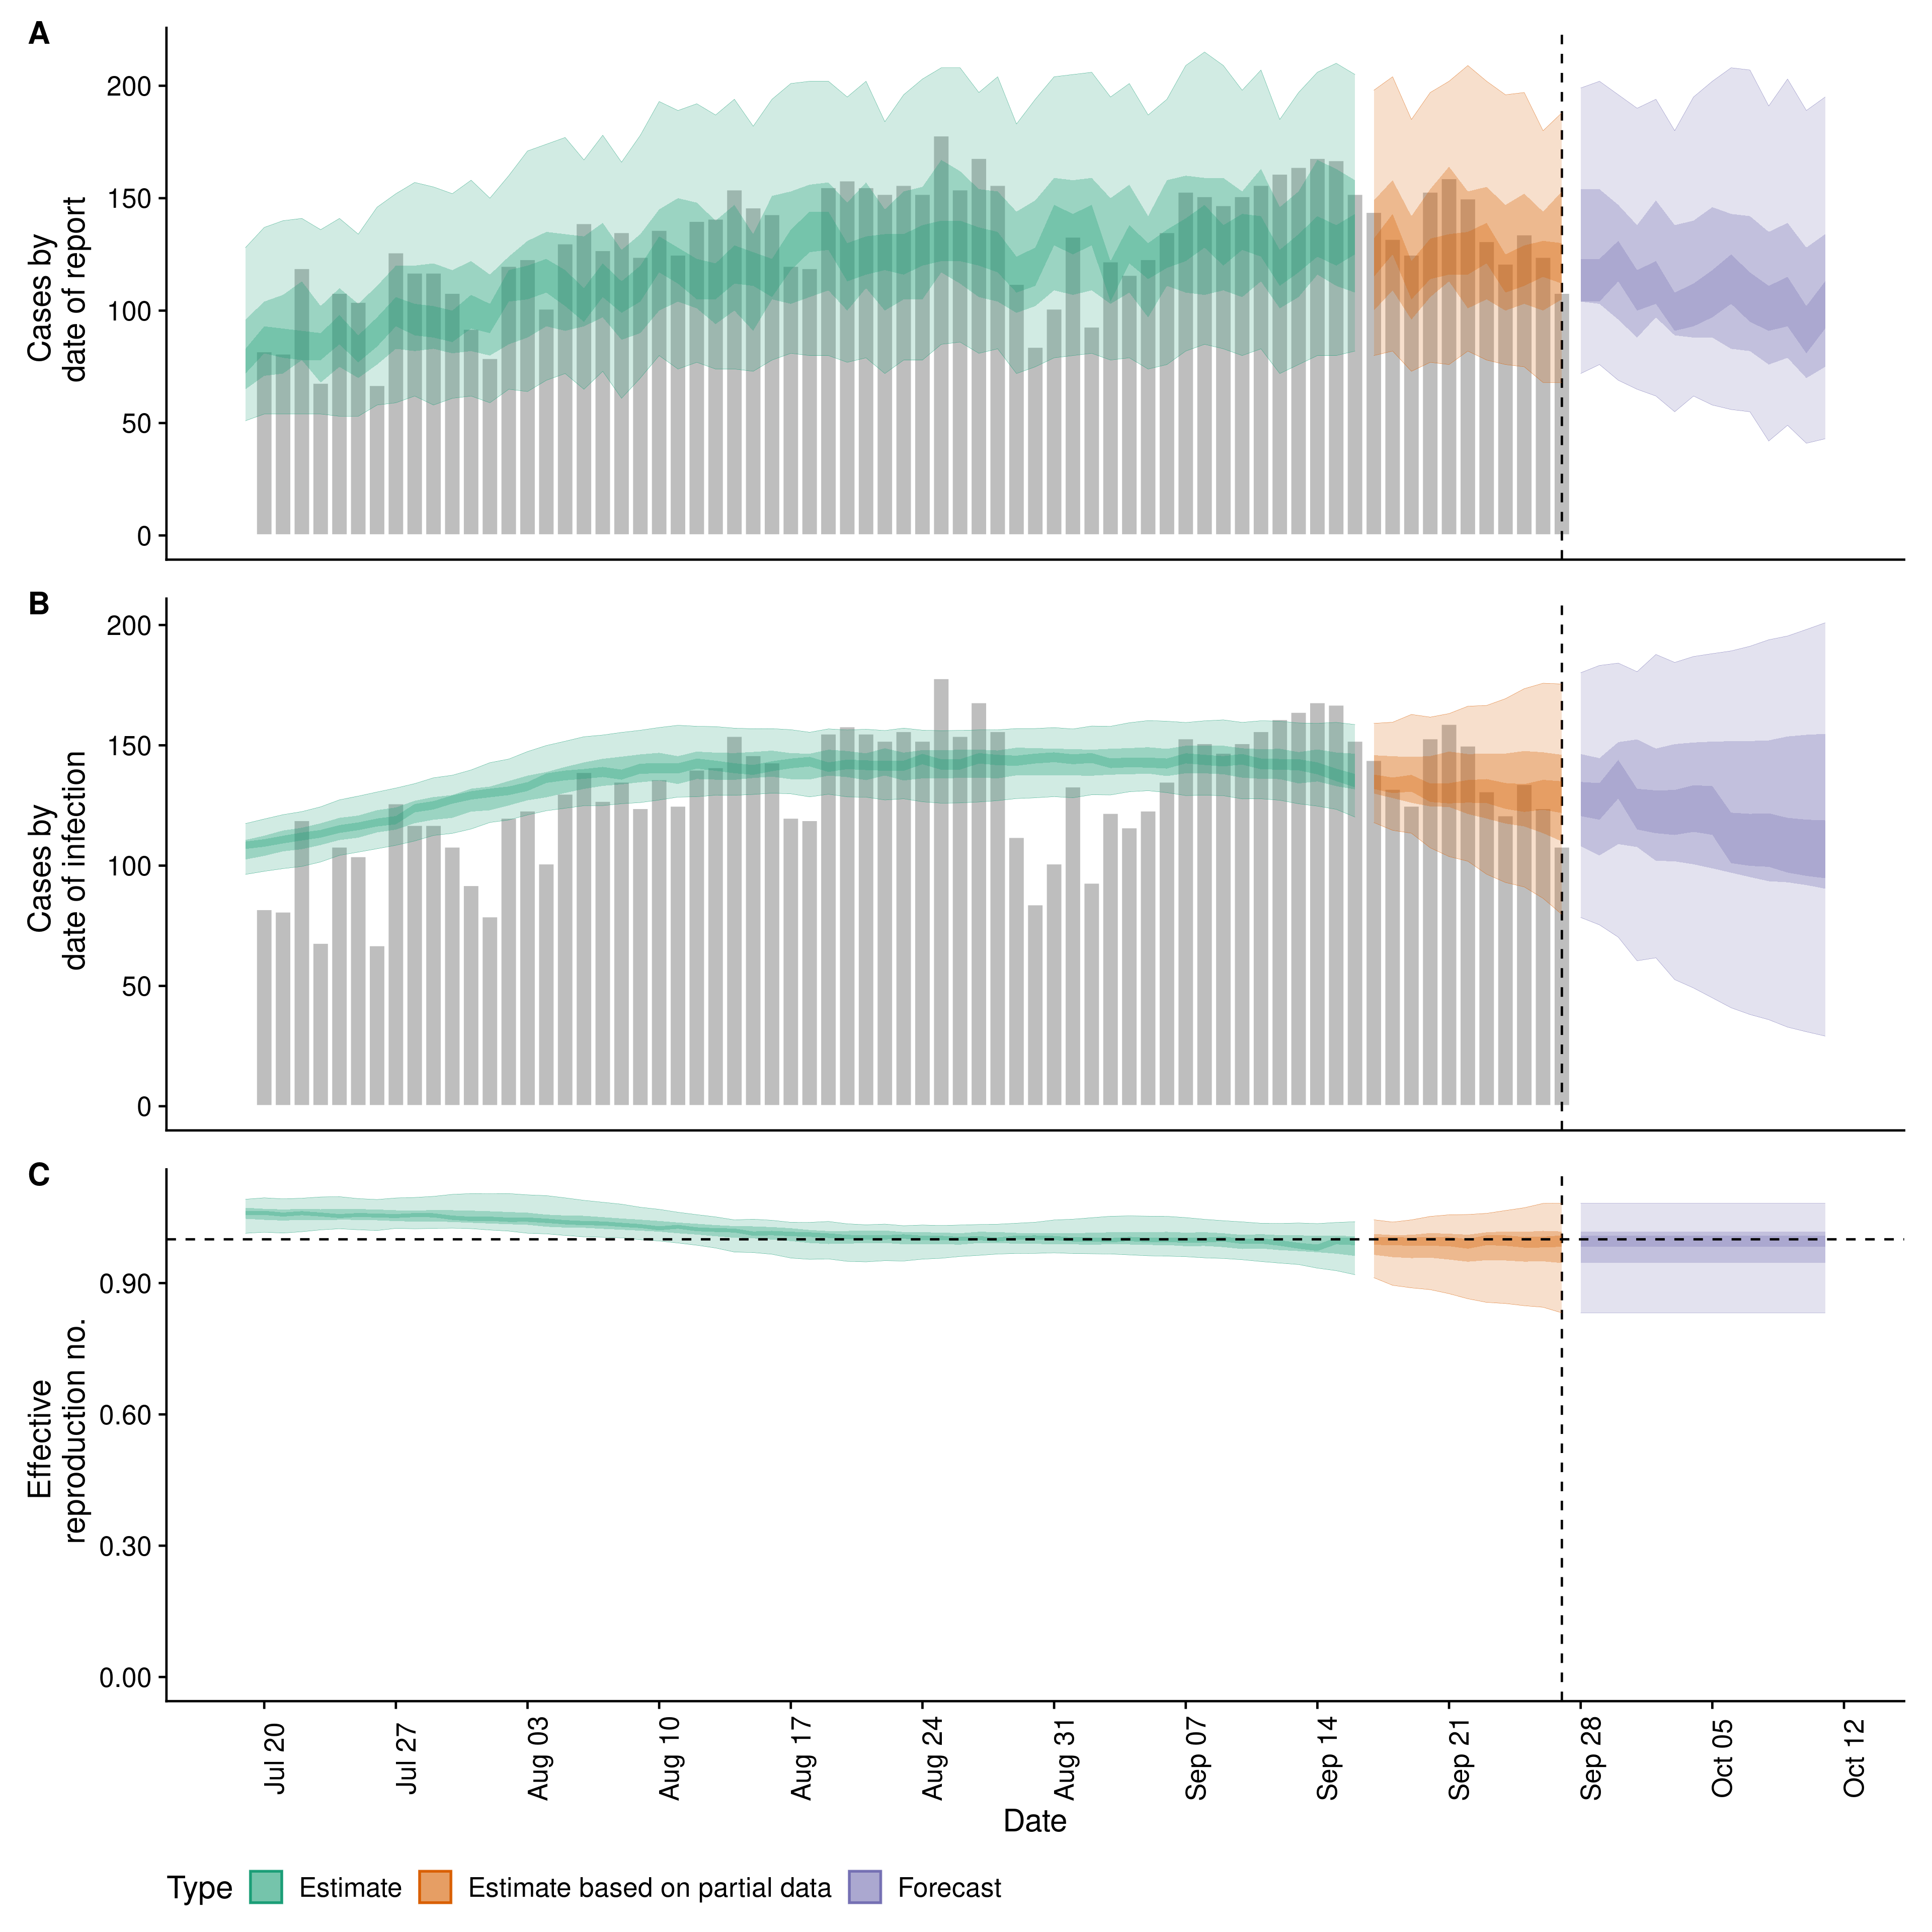 A
200
150
100
50
0
Cases by
date of report
B
200
150
100
50
0
Cases by
date of infection
C
0.90
0.60
0.30
0.00
Effective
reproduction no.
Jul 20
Jul 27
Aug 03
Aug 10
Aug 17
Aug 24
Aug 31
Sep 07
Sep 14
Sep 21
Sep 28
Oct 05
Oct 12
Date
Type Estimate Estimate based on partial data Forecast